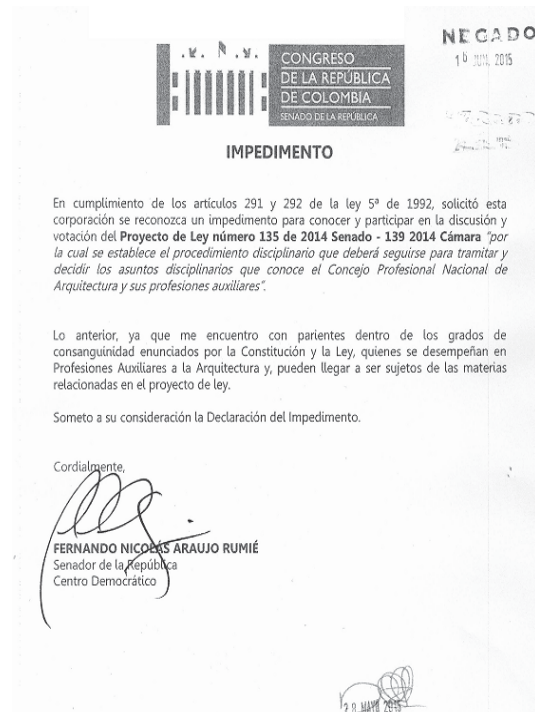 NEGADO
16 JUN. 2015
CONGRESO
DE LA REPÚBLICA
DE COLOMBIA
SENADO DE LA REPÚBLICA
IMPEDIMENTO
En cumplimiento de los artículos 291 y 292 de la ley 5ª de 1992, solicitó esta
corporación se reconozca un impedimento para conocer y participar en la discusión y
votación del Proyecto de Ley número 135 de 2014 Senado - 139 2014 Cámara "por
la cual se establece el procedimiento disciplinario que deberá seguirse para tramitar y
decidir los asuntos disciplinarios que conoce el Concejo Profesional Nacional de
Arquitectura y sus profesiones auxiliares".
Lo anterior, ya que me encuentro con parientes dentro de los grados de
consanguinidad enunciados por la Constitución y la Ley, quienes se desempeñan en
Profesiones Auxiliares a la Arquitectura y, pueden llegar a ser sujetos de las materias
relacionadas en el proyecto de ley.
Someto a su consideración la Declaración del Impedimento.
Cordialmente,
FERNANDO NICOLÁS ARAUJO RUMIÉ
Senador de la República
Centro Democrático
28 MAYO 2015